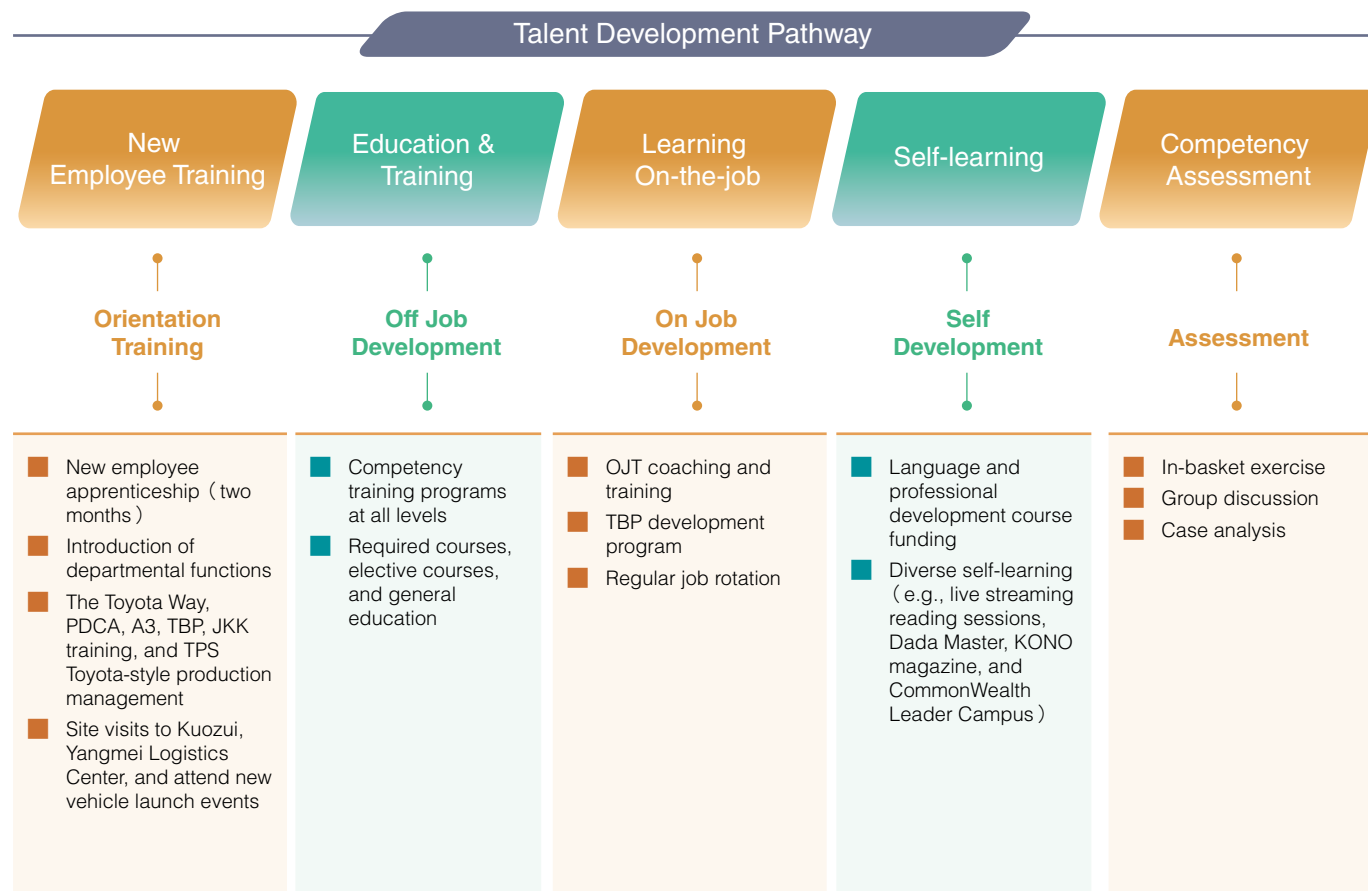 Talent Development Pathway
New
Employee Training
Education &
Training
Learning
On-the-job
Self-learning
Competency
Assessment
Orientation
Training
Off Job
Development
On Job
Development
Self
Development
Assessment
New employee
apprenticeship（two
months）
Introduction of
departmental functions
The Toyota Way,
PDCA, A3, TBP, JKK
training, and TPS
Toyota-style production
management
Site visits to Kuozui,
Yangmei Logistics
Center, and attend new
vehicle launch events
Competency
training programs
at all levels
Required courses,
elective courses,
and general
education
OJT coaching and
training
TBP development
program
Regular job rotation
Language and
professional
development course
funding
Diverse self-learning
（e.g., live streaming
reading sessions,
Dada Master, KONO
magazine, and
CommonWealth
Leader Campus）
In-basket exercise
Group discussion
Case analysis